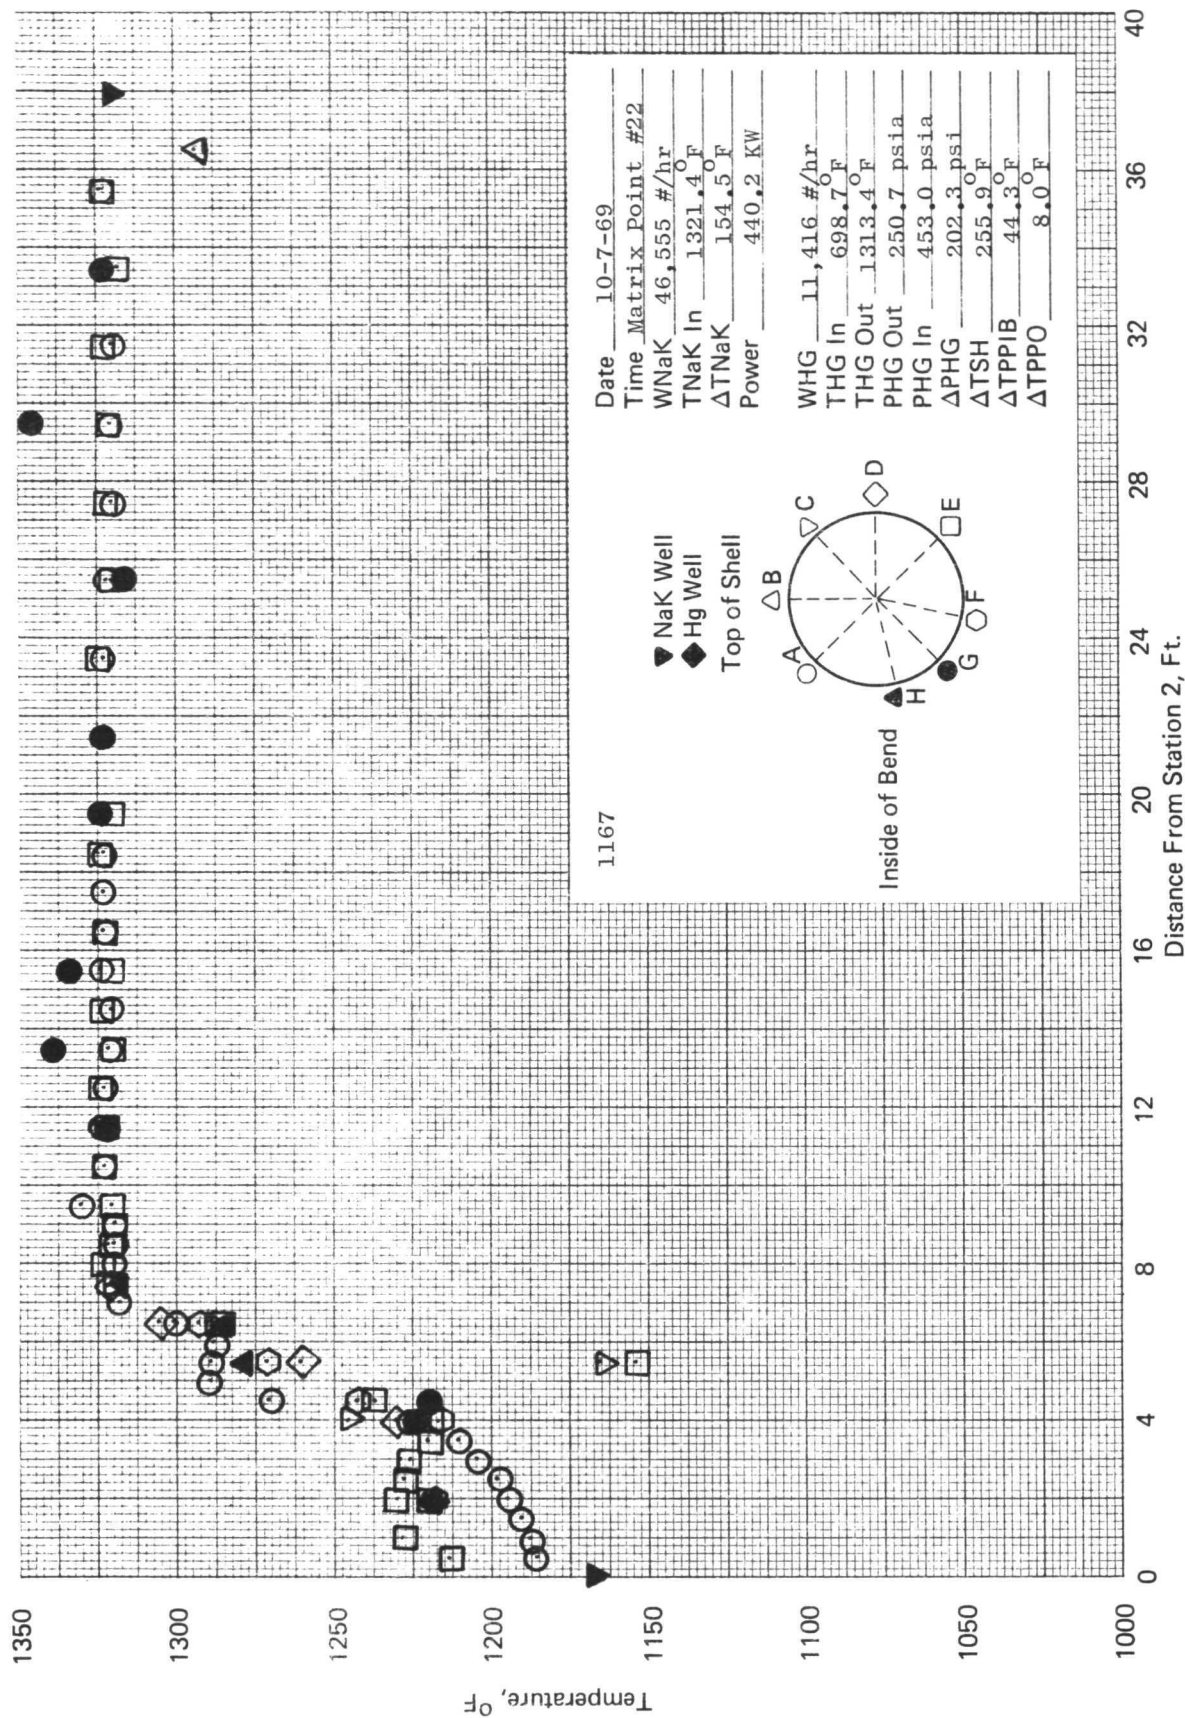 1350
1300
1250
1200
1150
1100
1050
1000
Temperature, °F
0
4
8
12
16
20
24
28
32
36
40
Distance From Station 2, Ft.
1167
▼ NaK Well
◆ Hg Well
Top of Shell
Inside of Bend
A
B
C
D
E
F
G
H
Date 10-7-69
Time Matrix Point #22
WNaK 46,555 #/hr
TNaK In 1321.4°F
ΔTNaK 154.5°F
Power 440.2 KW
WHG 11,416 #/hr
THG In 698.7°F
THG Out 1313.4°F
PHG Out 250.7 psia
PHG In 453.0 psia
ΔPHG 202.3 psi
ΔTSH 255.9°F
ΔTPPIB 44.3°F
ΔTPPO 8.0°F